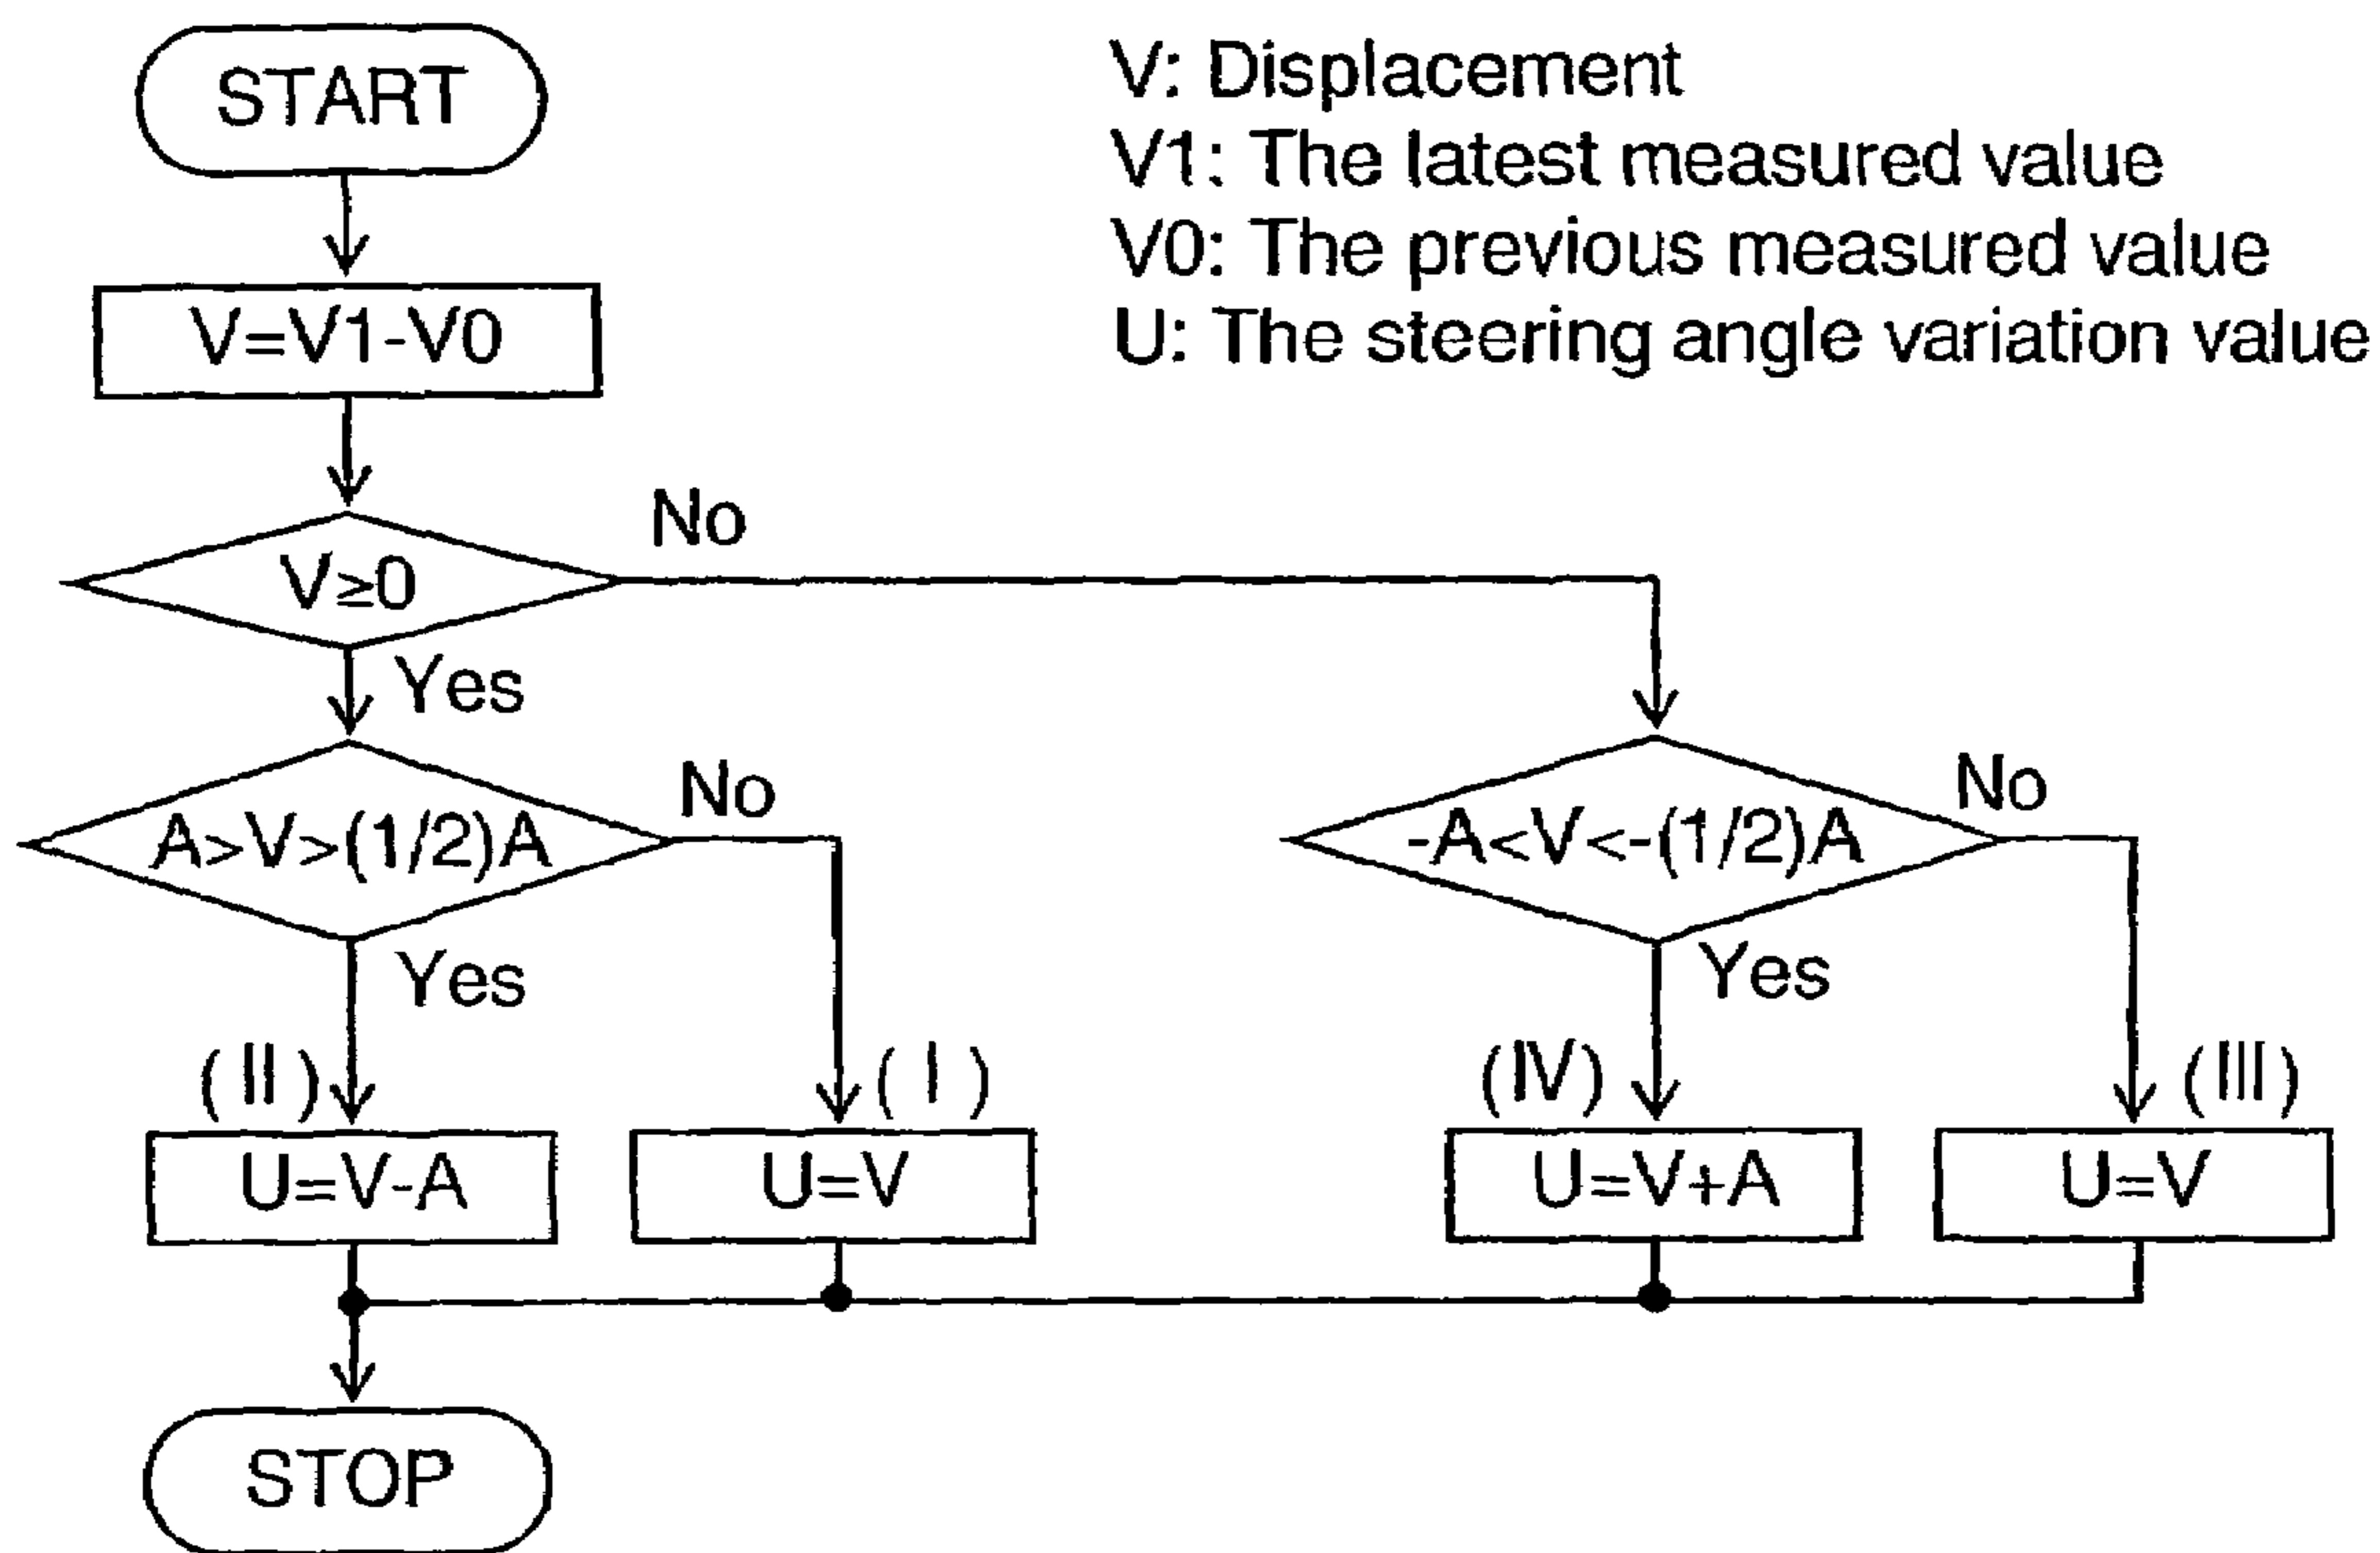 START
V: Displacement
V1: The latest measured value
V0: The previous measured value
U: The steering angle variation value
V=V1-V0
V≥0
No
Yes
A>V>(1/2)A
No
Yes
-A<V<-(1/2)A
No
Yes
(II)
(I)
(IV)
(III)
U=V-A
U=V
U=V+A
U=V
STOP